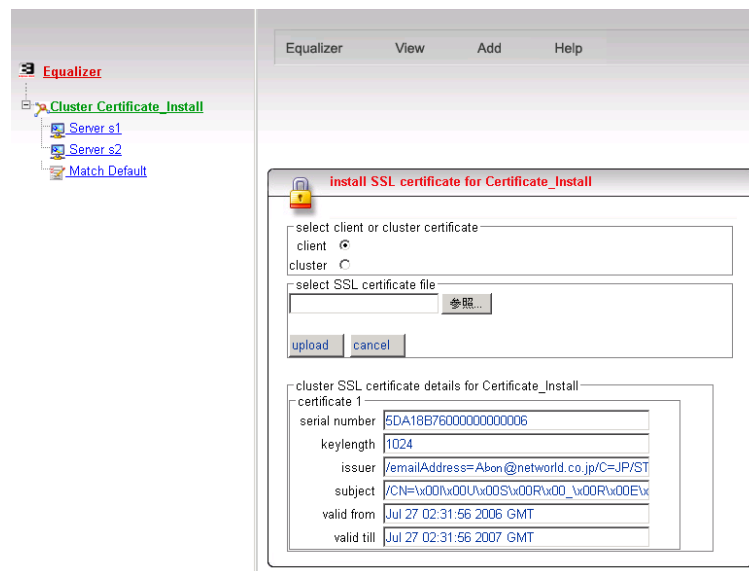 Equalizer View Add Help
Equalizer
Cluster Certificate_Install
Server s1
Server s2
Match Default
install SSL certificate for Certificate_Install
select client or cluster certificate
client
cluster
select SSL certificate file
参照...
upload cancel
cluster SSL certificate details for Certificate_Install
certificate 1
serial number 5DA18B76000000000006
keylength 1024
issuer /emailAddress=Abon@networld.co.jp/C=JP/ST
subject /CN=\x00I\x00U\x00S\x00R\x00_\x00R\x00E\x
valid from Jul 27 02:31:56 2006 GMT
valid till Jul 27 02:31:56 2007 GMT